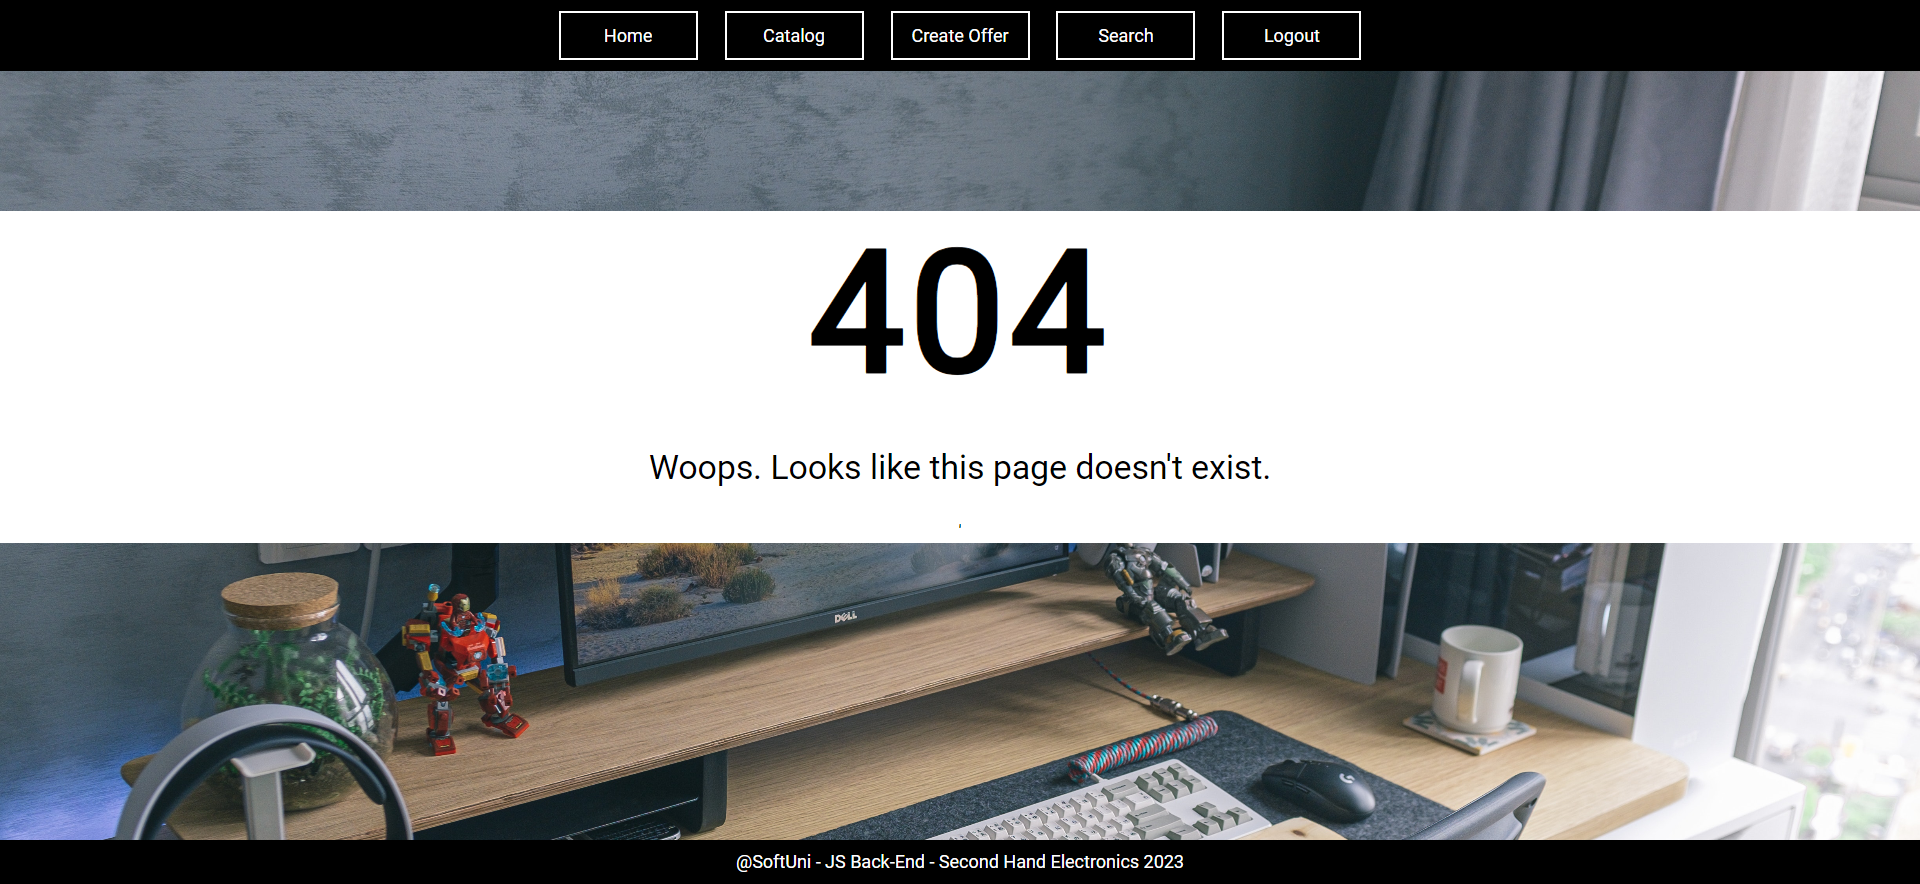 Home
Catalog
Create Offer
Search
Logout
404
Woops. Looks like this page doesn't exist.
DELL
@SoftUni - JS Back-End - Second Hand Electronics 2023